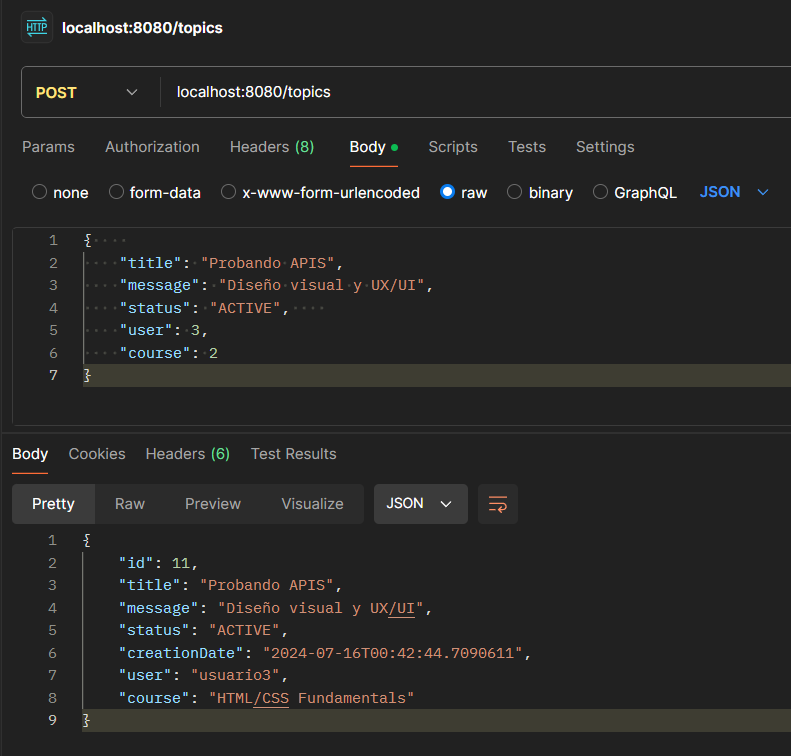 HTTP localhost:8080/topics
POST localhost:8080/topics
Params Authorization Headers (8) Body Scripts Tests Settings
none form-data x-www-form-urlencoded raw binary GraphQL JSON
1 {
2 "title": "Probando APIS",
3 "message": "Diseño visual y UX/UI",
4 "status": "ACTIVE",
5 "user": 3,
6 "course": 2
7 }
Body Cookies Headers (6) Test Results
Pretty Raw Preview Visualize JSON
1 {
2 "id": 11,
3 "title": "Probando APIS",
4 "message": "Diseño visual y UX/UI",
5 "status": "ACTIVE",
6 "creationDate": "2024-07-16T00:42:44.7090611",
7 "user": "usuario3",
8 "course": "HTML/CSS Fundamentals"
9 }